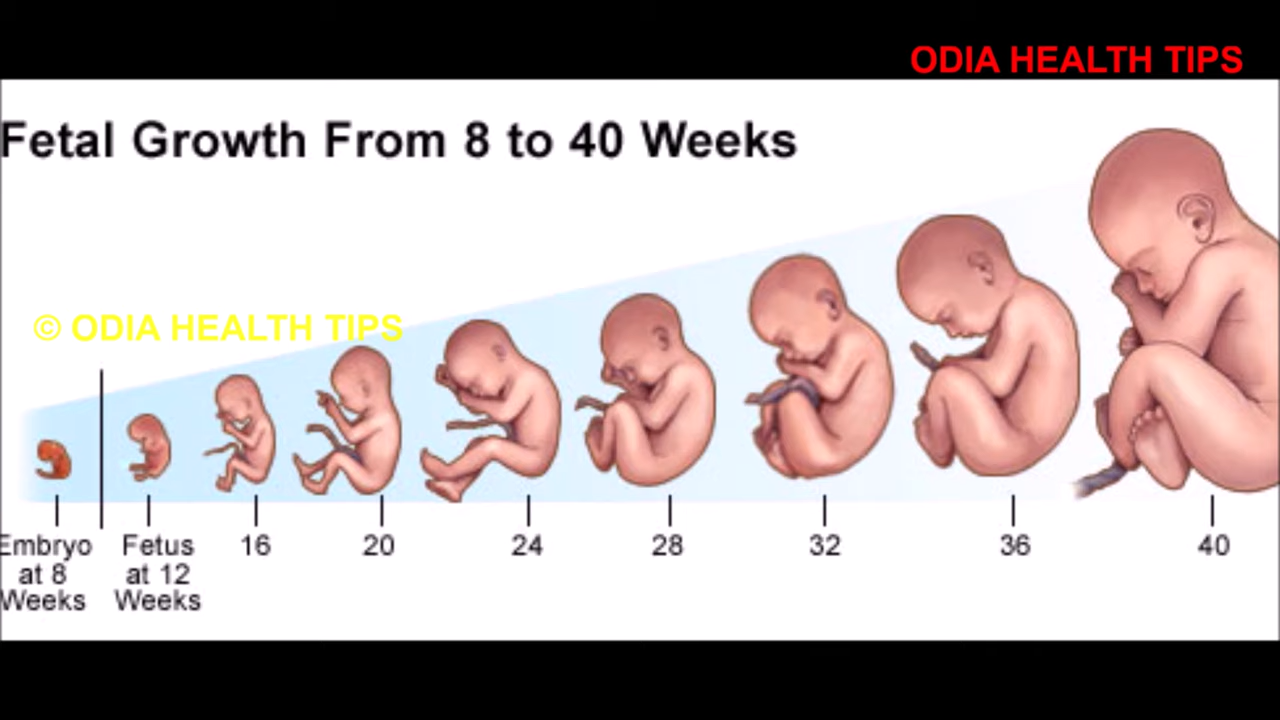 ODIA HEALTH TIPS
Fetal Growth From 8 to 40 Weeks
© ODIA HEALTH TIPS
Embryo
at 8
Weeks
Fetus
at 12
Weeks
16
20
24
28
32
36
40